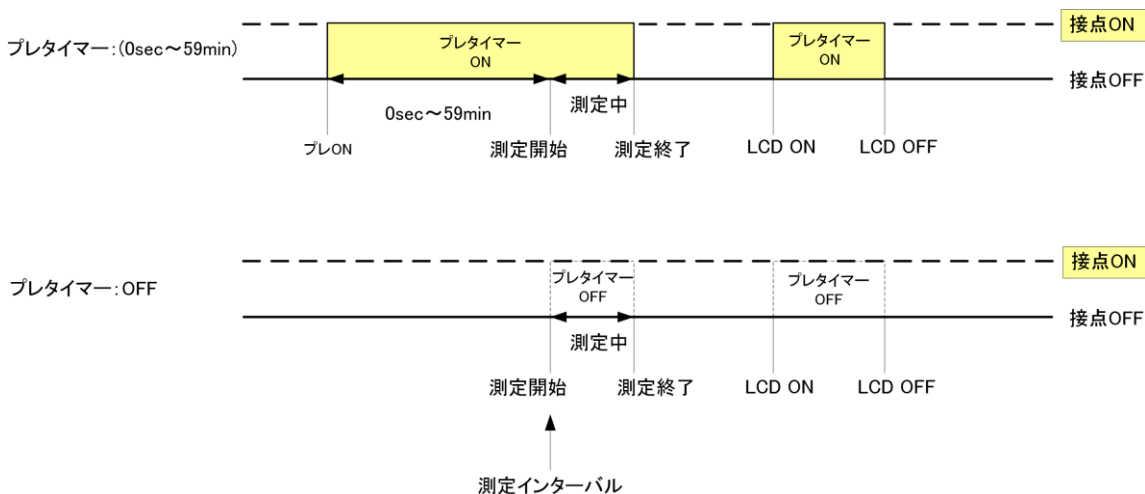 接点ON
プレタイマー:(0sec～59min)
プレタイマー
ON
プレタイマー
ON
接点OFF
測定中
0sec～59min
プレON
測定開始
測定終了
LCD ON
LCD OFF
接点ON
プレタイマー:OFF
プレタイマー
OFF
プレタイマー
OFF
接点OFF
測定中
測定開始
測定終了
LCD ON
LCD OFF
測定インターバル